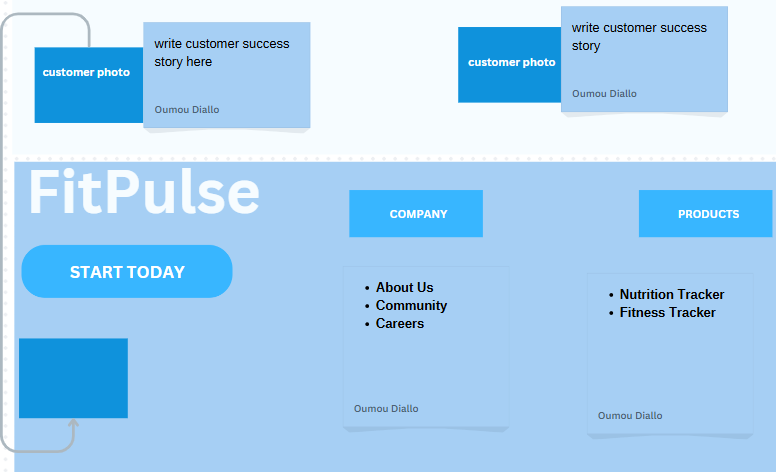 customer photo
write customer success
story here
Oumou Diallo
customer photo
write customer success
story
Oumou Diallo
FitPulse
START TODAY
COMPANY
• About Us
• Community
• Careers
Oumou Diallo
PRODUCTS
• Nutrition Tracker
• Fitness Tracker
Oumou Diallo